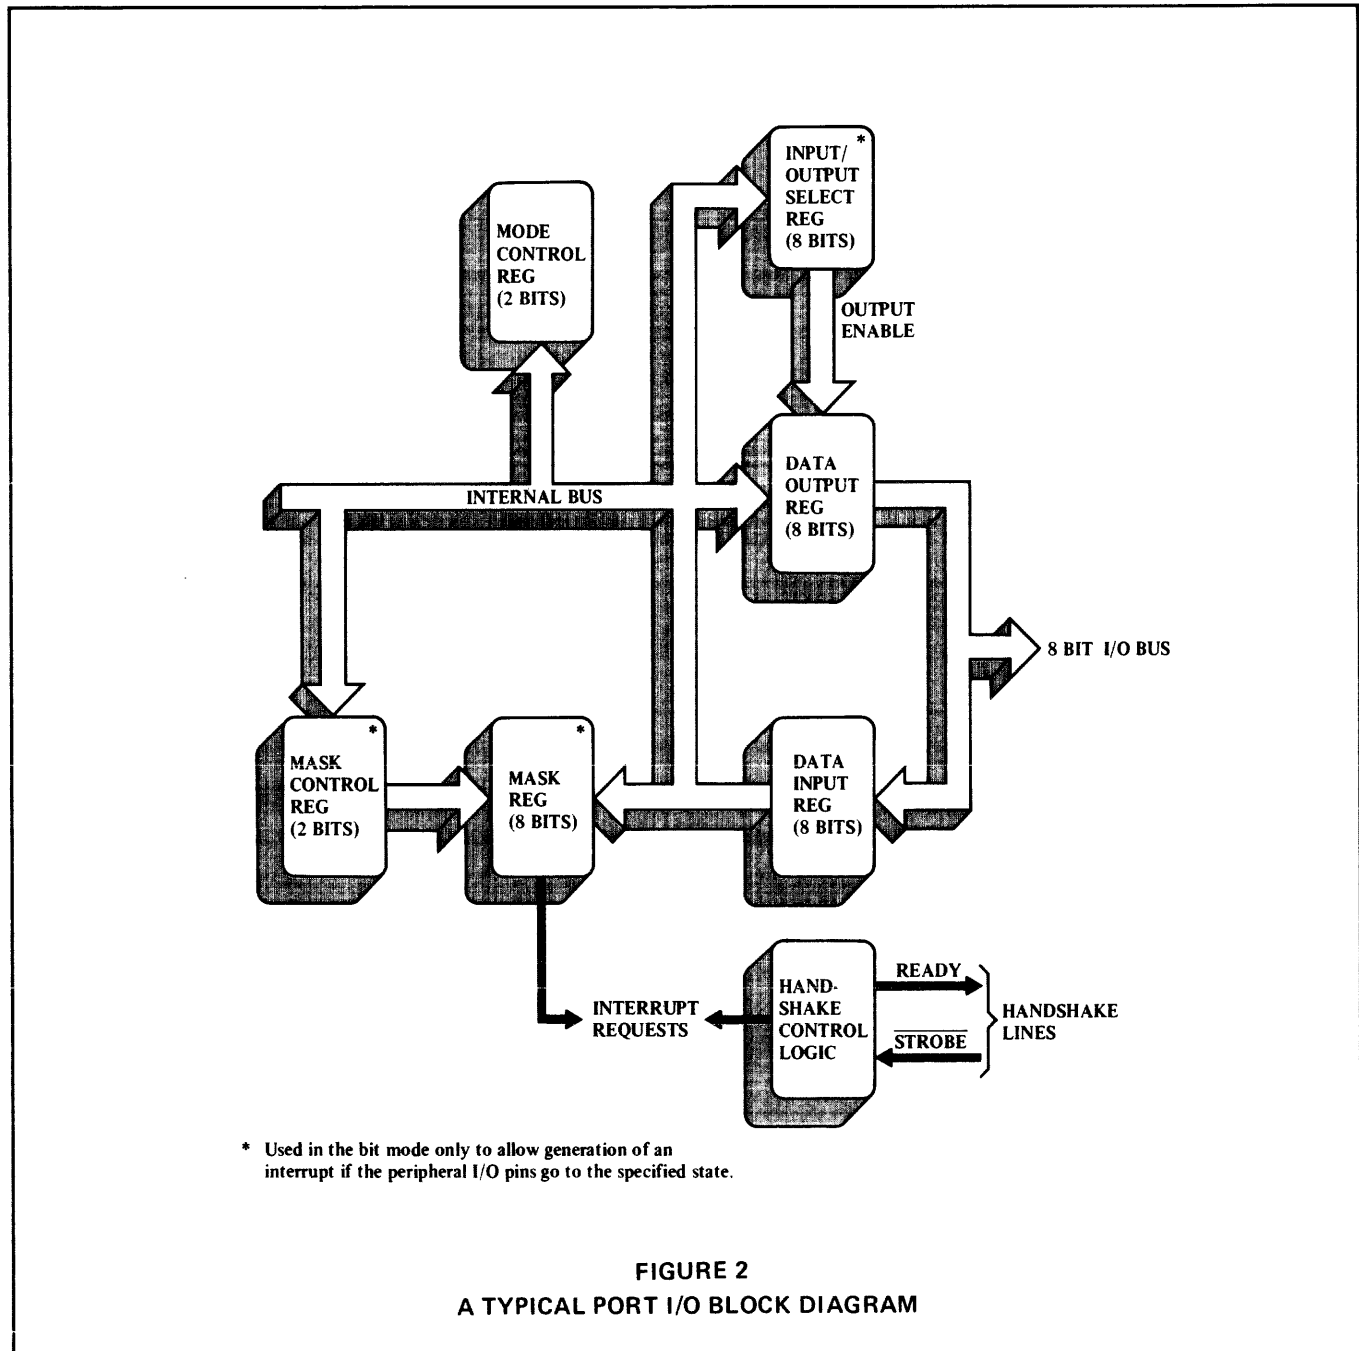 *
INPUT/
OUTPUT
SELECT
REG
(8 BITS)
MODE
CONTROL
REG
(2 BITS)
OUTPUT
ENABLE
DATA
OUTPUT
REG
(8 BITS)
INTERNAL BUS
8 BIT I/O BUS
*
MASK
CONTROL
REG
(2 BITS)
*
MASK
REG
(8 BITS)
DATA
INPUT
REG
(8 BITS)
HAND-
SHAKE
CONTROL
LOGIC
READY
STROBE
HANDSHAKE
LINES
INTERRUPT
REQUESTS
* Used in the bit mode only to allow generation of an
interrupt if the peripheral I/O pins go to the specified state.
FIGURE 2
A TYPICAL PORT I/O BLOCK DIAGRAM